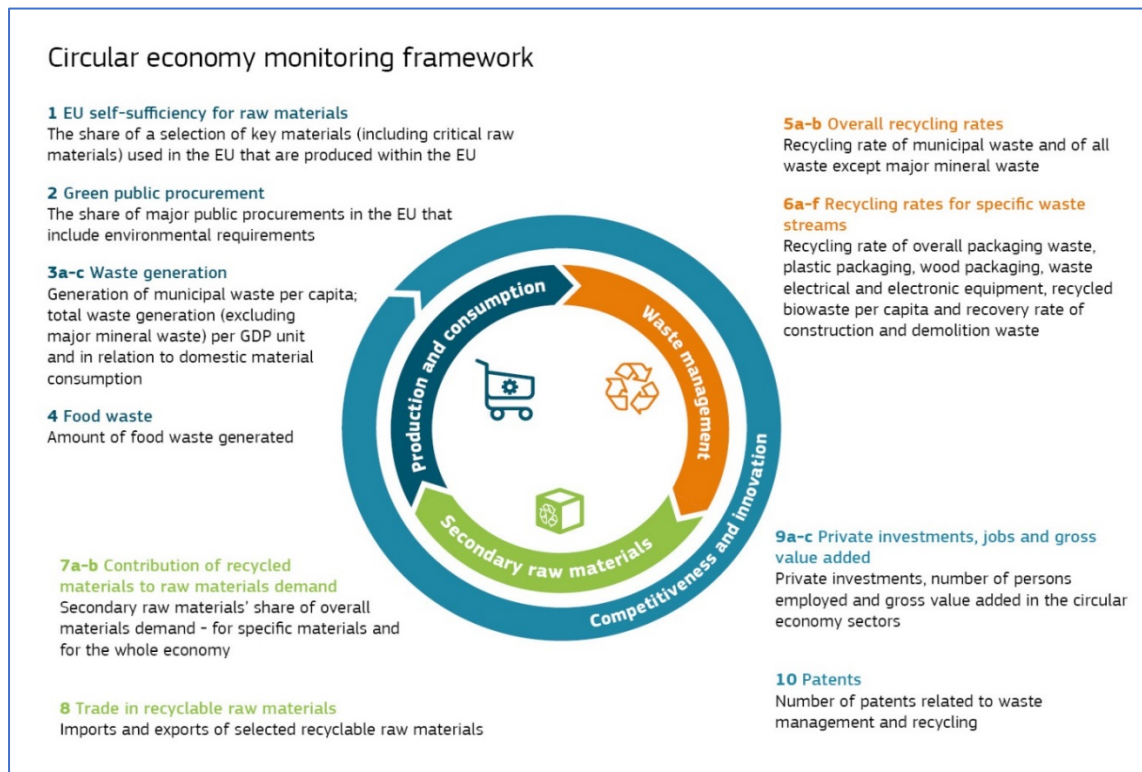 Circular economy monitoring framework
1 EU self-sufficiency for raw materials
The share of a selection of key materials (including critical raw
materials) used in the EU that are produced within the EU
2 Green public procurement
The share of major public procurements in the EU that
include environmental requirements
3a-c Waste generation
Generation of municipal waste per capita;
total waste generation (excluding
major mineral waste) per GDP unit
and in relation to domestic material
consumption
4 Food waste
Amount of food waste generated
5a-b Overall recycling rates
Recycling rate of municipal waste and of all
waste except major mineral waste
6a-f Recycling rates for specific waste
streams
Recycling rate of overall packaging waste,
plastic packaging, wood packaging, waste
electrical and electronic equipment, recycled
biowaste per capita and recovery rate of
construction and demolition waste
Production and consumption
Waste management
Secondary raw materials
Competitiveness and innovation
7a-b Contribution of recycled
materials to raw materials demand
Secondary raw materials' share of overall
materials demand - for specific materials and
for the whole economy
8 Trade in recyclable raw materials
Imports and exports of selected recyclable raw materials
9a-c Private investments, jobs and gross
value added
Private investments, number of persons
employed and gross value added in the circular
economy sectors
10 Patents
Number of patents related to waste
management and recycling